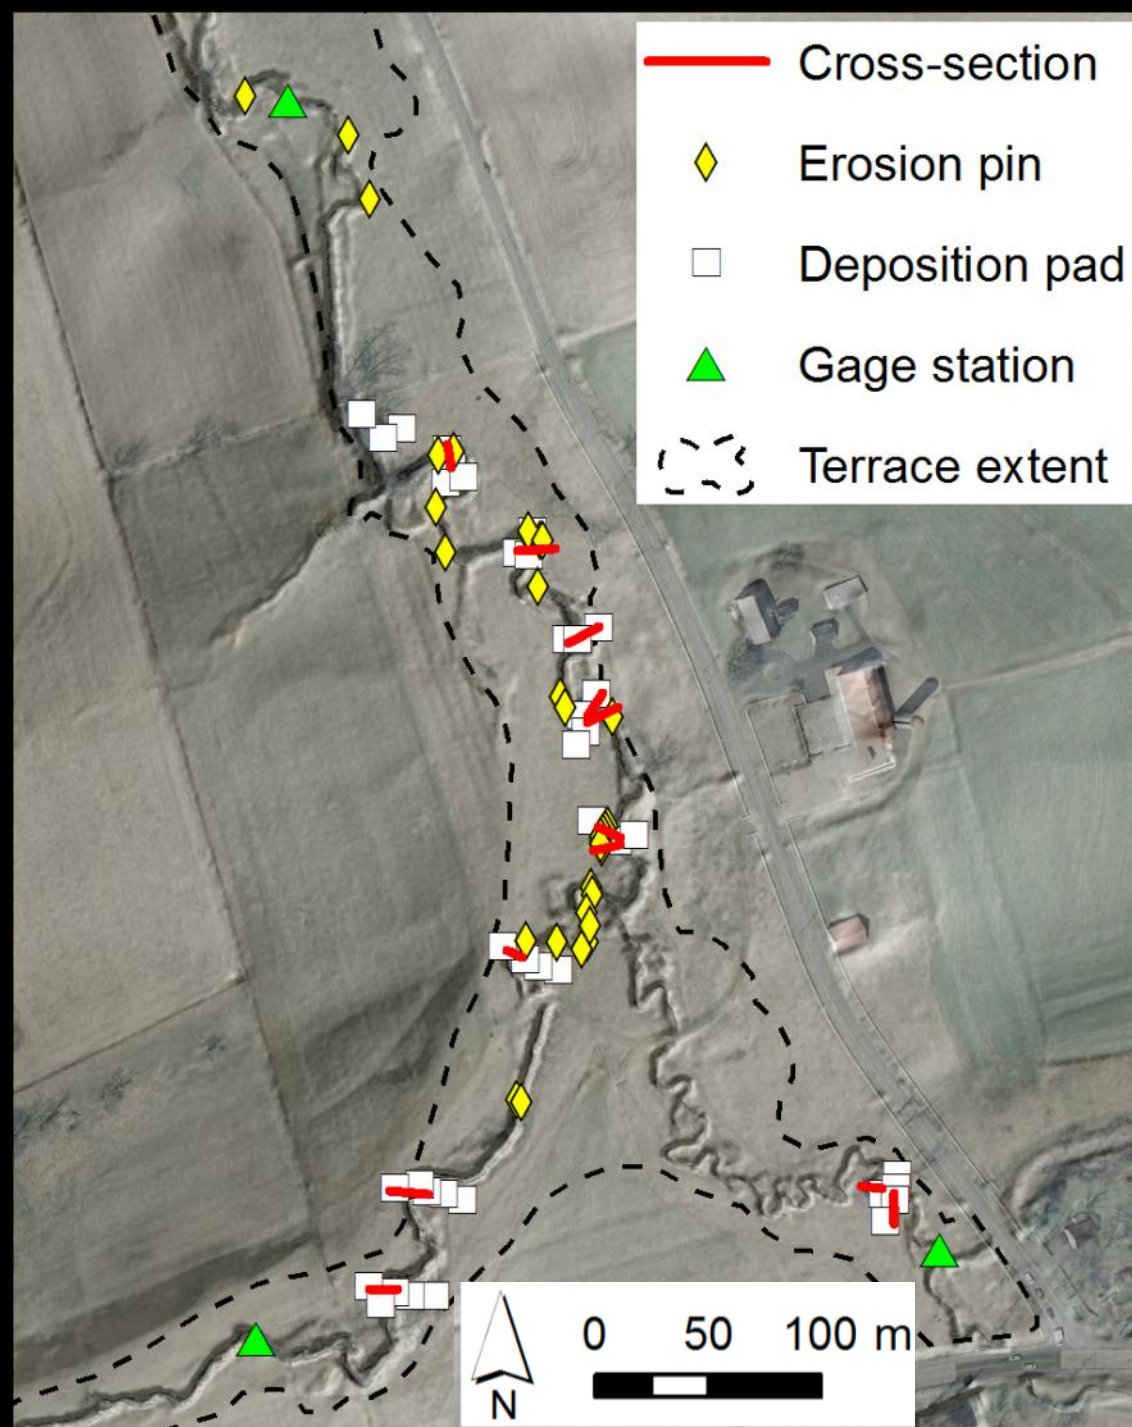 Cross-section
Erosion pin
Deposition pad
Gage station
Terrace extent
0 50 100 m
N